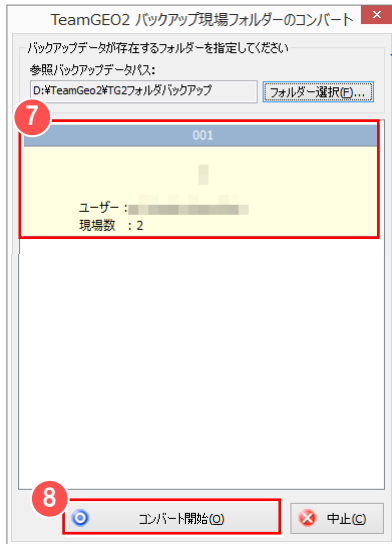 TeamGEO2 バックアップ現場フォルダーのコンバート
バックアップデータが存在するフォルダーを指定してください
参照バックアップデータパス:
D:¥TeamGeo2¥TG2フォルダバックアップ
フォルダー選択(F)...
7
001
ユーザー :
現場数 : 2
8
コンバート開始(O)
中止(C)